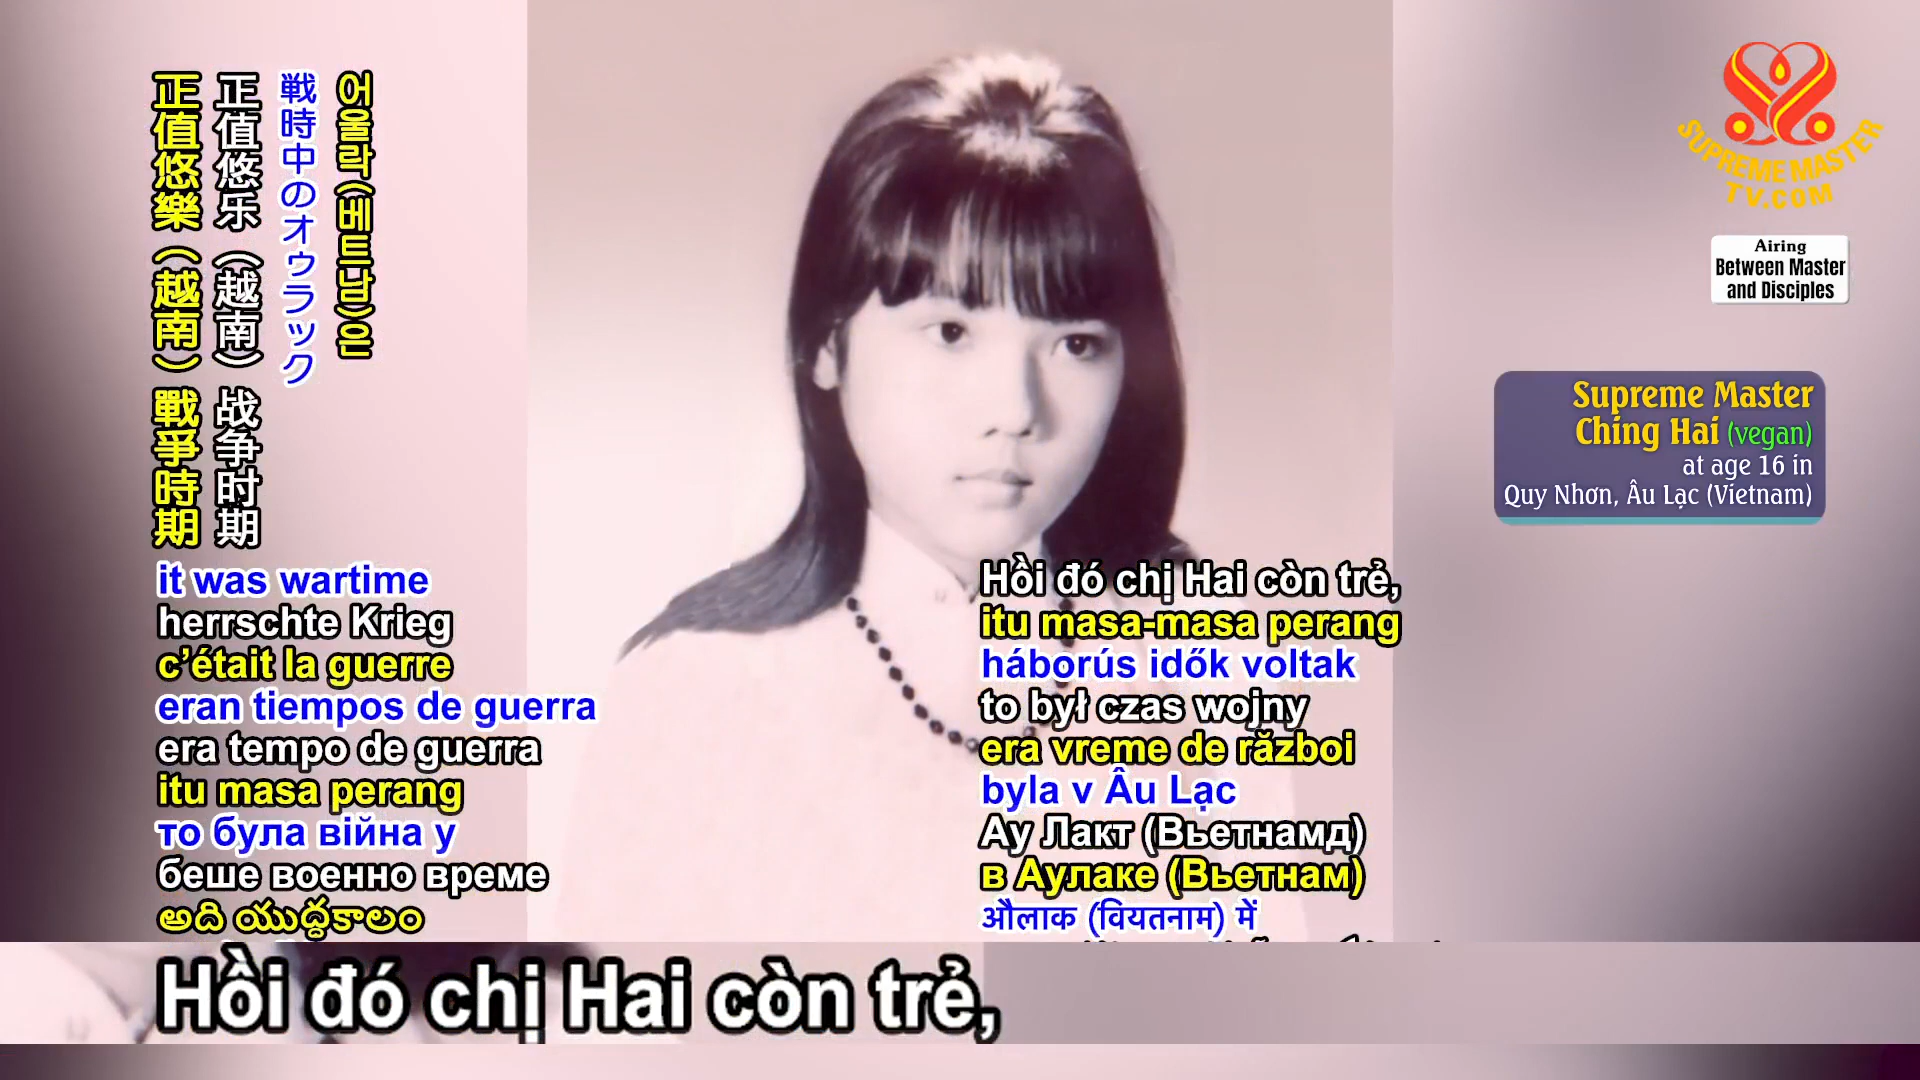 正值悠樂（越南）戰爭時期
正值悠乐（越南）战争时期
戦時中のオゥラック
어울락(베트남)인
SUPREME MASTER
TV.COM
Airing
Between Master
and Disciples
Supreme Master
Ching Hai (vegan)
at age 16 in
Quy Nhơn, Âu Lạc (Vietnam)
it was wartime
herrschte Krieg
c’était la guerre
eran tiempos de guerra
era tempo de guerra
itu masa perang
то була війна у
беше военно време
అది యుద్ధకాలం
Hồi đó chị Hai còn trẻ,
itu masa-masa perang
háborús idők voltak
to był czas wojny
era vreme de război
byla v Âu Lạc
Ау Лакт (Вьетнамд)
в Аулаке (Вьетнам)
औलाक (वियतनाम) में
Hồi đó chị Hai còn trẻ,